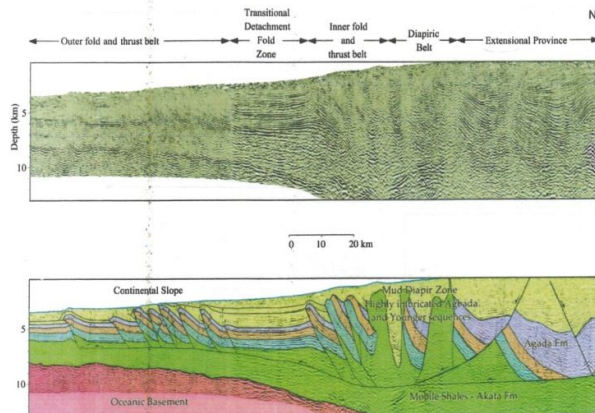 Transitional
Detachment
Fold
Zone
Outer fold and thrust belt
Inner fold
and
thrust belt
Diapiric
Belt
Extensional Province
N
Depth (km)
5
10
0 10 20 km
Continental Slope
Mud Diapir Zone
Highly imbricated Agbada
and Younger sequences
5
Agada Fm
10
Oceanic Basement
Mobile Shales - Akata Fm